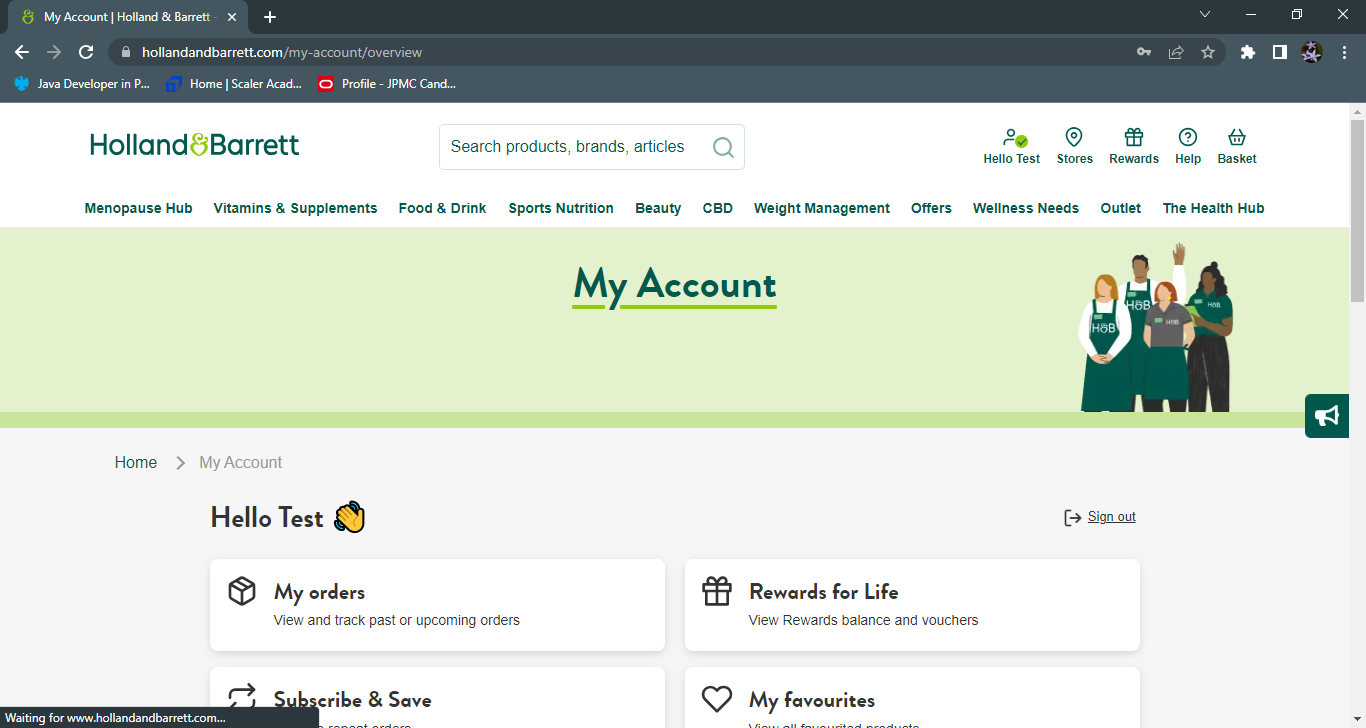 My Account | Holland & Barrett -
hollandandbarrett.com/my-account/overview
Java Developer in P... Home | Scaler Acad... Profile - JPMC Cand...
Holland&Barrett
Search products, brands, articles
Hello Test Stores Rewards Help Basket
Menopause Hub Vitamins & Supplements Food & Drink Sports Nutrition Beauty CBD Weight Management Offers Wellness Needs Outlet The Health Hub
My Account
H&B H&B H&B H&B
Home > My Account
Hello Test
Sign out
My orders
View and track past or upcoming orders
Rewards for Life
View Rewards balance and vouchers
Subscribe & Save
repeat orders
My favourites
View all favourited products
Waiting for www.hollandandbarrett.com...